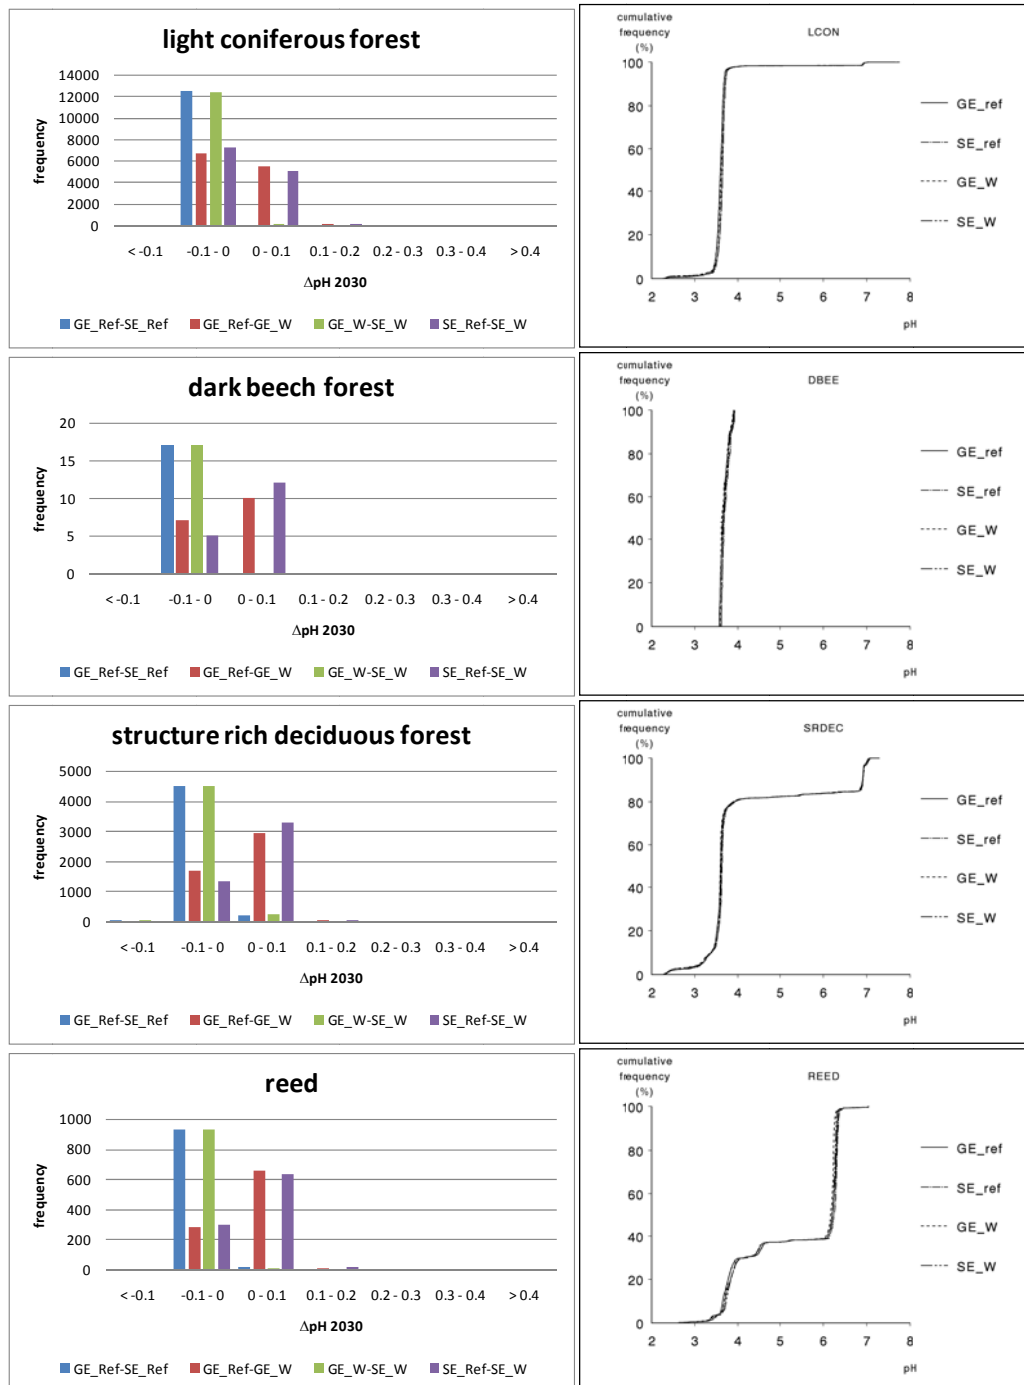 light coniferous forest
frequency
14000
12000
10000
8000
6000
4000
2000
0
< -0.1 -0.1 - 0 0 - 0.1 0.1 - 0.2 0.2 - 0.3 0.3 - 0.4 > 0.4
ΔpH 2030
GE_Ref-SE_Ref GE_Ref-GE_W GE_W-SE_W SE_Ref-SE_W
cumulative
frequency
(%)
LCON
100
80
60
40
20
0
2 3 4 5 6 7 8
pH
GE_ref
SE_ref
GE_W
SE_W
dark beech forest
frequency
20
15
10
5
0
< -0.1 -0.1 - 0 0 - 0.1 0.1 - 0.2 0.2 - 0.3 0.3 - 0.4 > 0.4
ΔpH 2030
GE_Ref-SE_Ref GE_Ref-GE_W GE_W-SE_W SE_Ref-SE_W
cumulative
frequency
(%)
DBEE
100
80
60
40
20
0
2 3 4 5 6 7 8
pH
GE_ref
SE_ref
GE_W
SE_W
structure rich deciduous forest
frequency
5000
4000
3000
2000
1000
0
< -0.1 -0.1 - 0 0 - 0.1 0.1 - 0.2 0.2 - 0.3 0.3 - 0.4 > 0.4
ΔpH 2030
GE_Ref-SE_Ref GE_Ref-GE_W GE_W-SE_W SE_Ref-SE_W
cumulative
frequency
(%)
SRDEC
100
80
60
40
20
0
2 3 4 5 6 7 8
pH
GE_ref
SE_ref
GE_W
SE_W
reed
frequency
1000
800
600
400
200
0
< -0.1 -0.1 - 0 0 - 0.1 0.1 - 0.2 0.2 - 0.3 0.3 - 0.4 > 0.4
ΔpH 2030
GE_Ref-SE_Ref GE_Ref-GE_W GE_W-SE_W SE_Ref-SE_W
cumulative
frequency
(%)
REED
100
80
60
40
20
0
2 3 4 5 6 7 8
pH
GE_ref
SE_ref
GE_W
SE_W